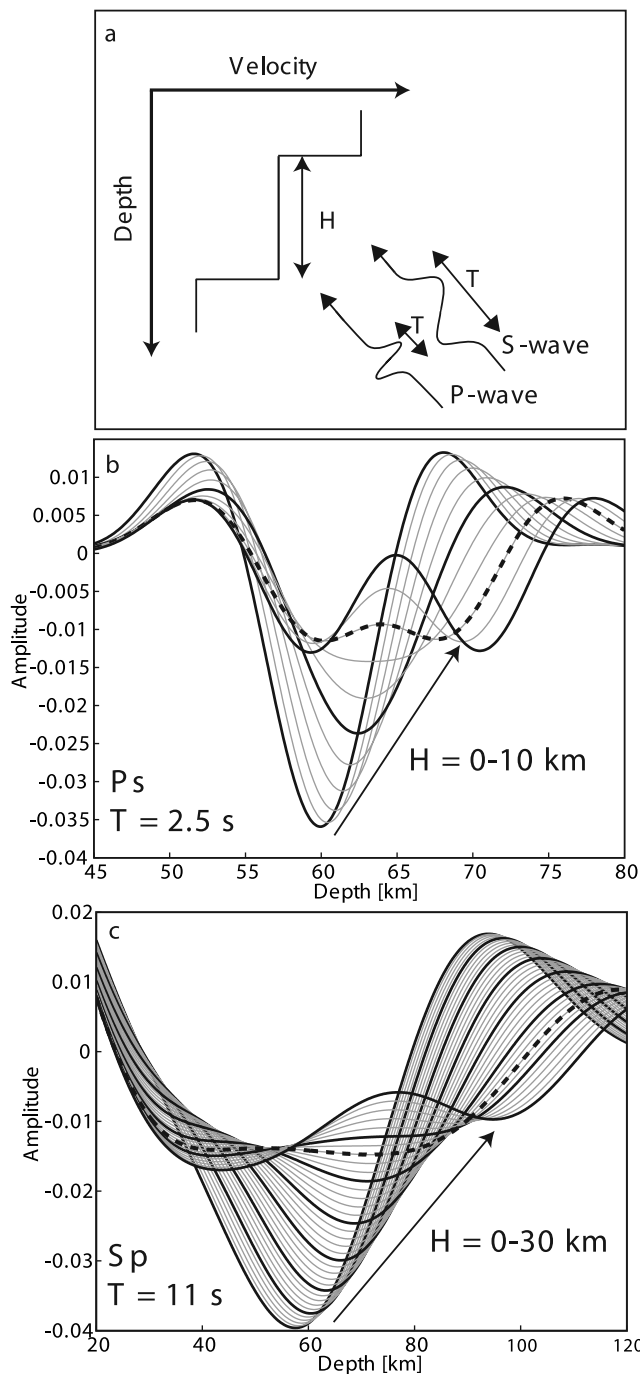 a
Velocity
Depth
H
T
T
S-wave
P-wave
b
0.01
0.005
0
-0.005
-0.01
-0.015
-0.02
-0.025
-0.03
-0.035
-0.04
Amplitude
H = 0-10 km
Ps
T = 2.5 s
45 50 55 60 65 70 75 80
Depth [km]
c
0.02
0.01
0
-0.01
-0.02
-0.03
-0.04
Amplitude
H = 0-30 km
Sp
T = 11 s
20 40 60 80 100 120
Depth [km]